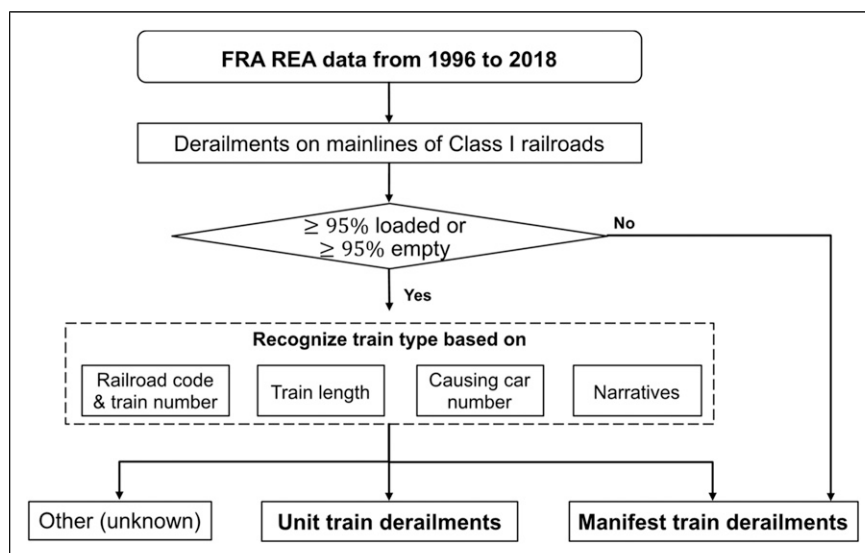 FRA REA data from 1996 to 2018
Derailments on mainlines of Class I railroads
≥ 95% loaded or
≥ 95% empty
No
Yes
Recognize train type based on
Railroad code
& train number
Train length
Causing car
number
Narratives
Other (unknown)
Unit train derailments
Manifest train derailments